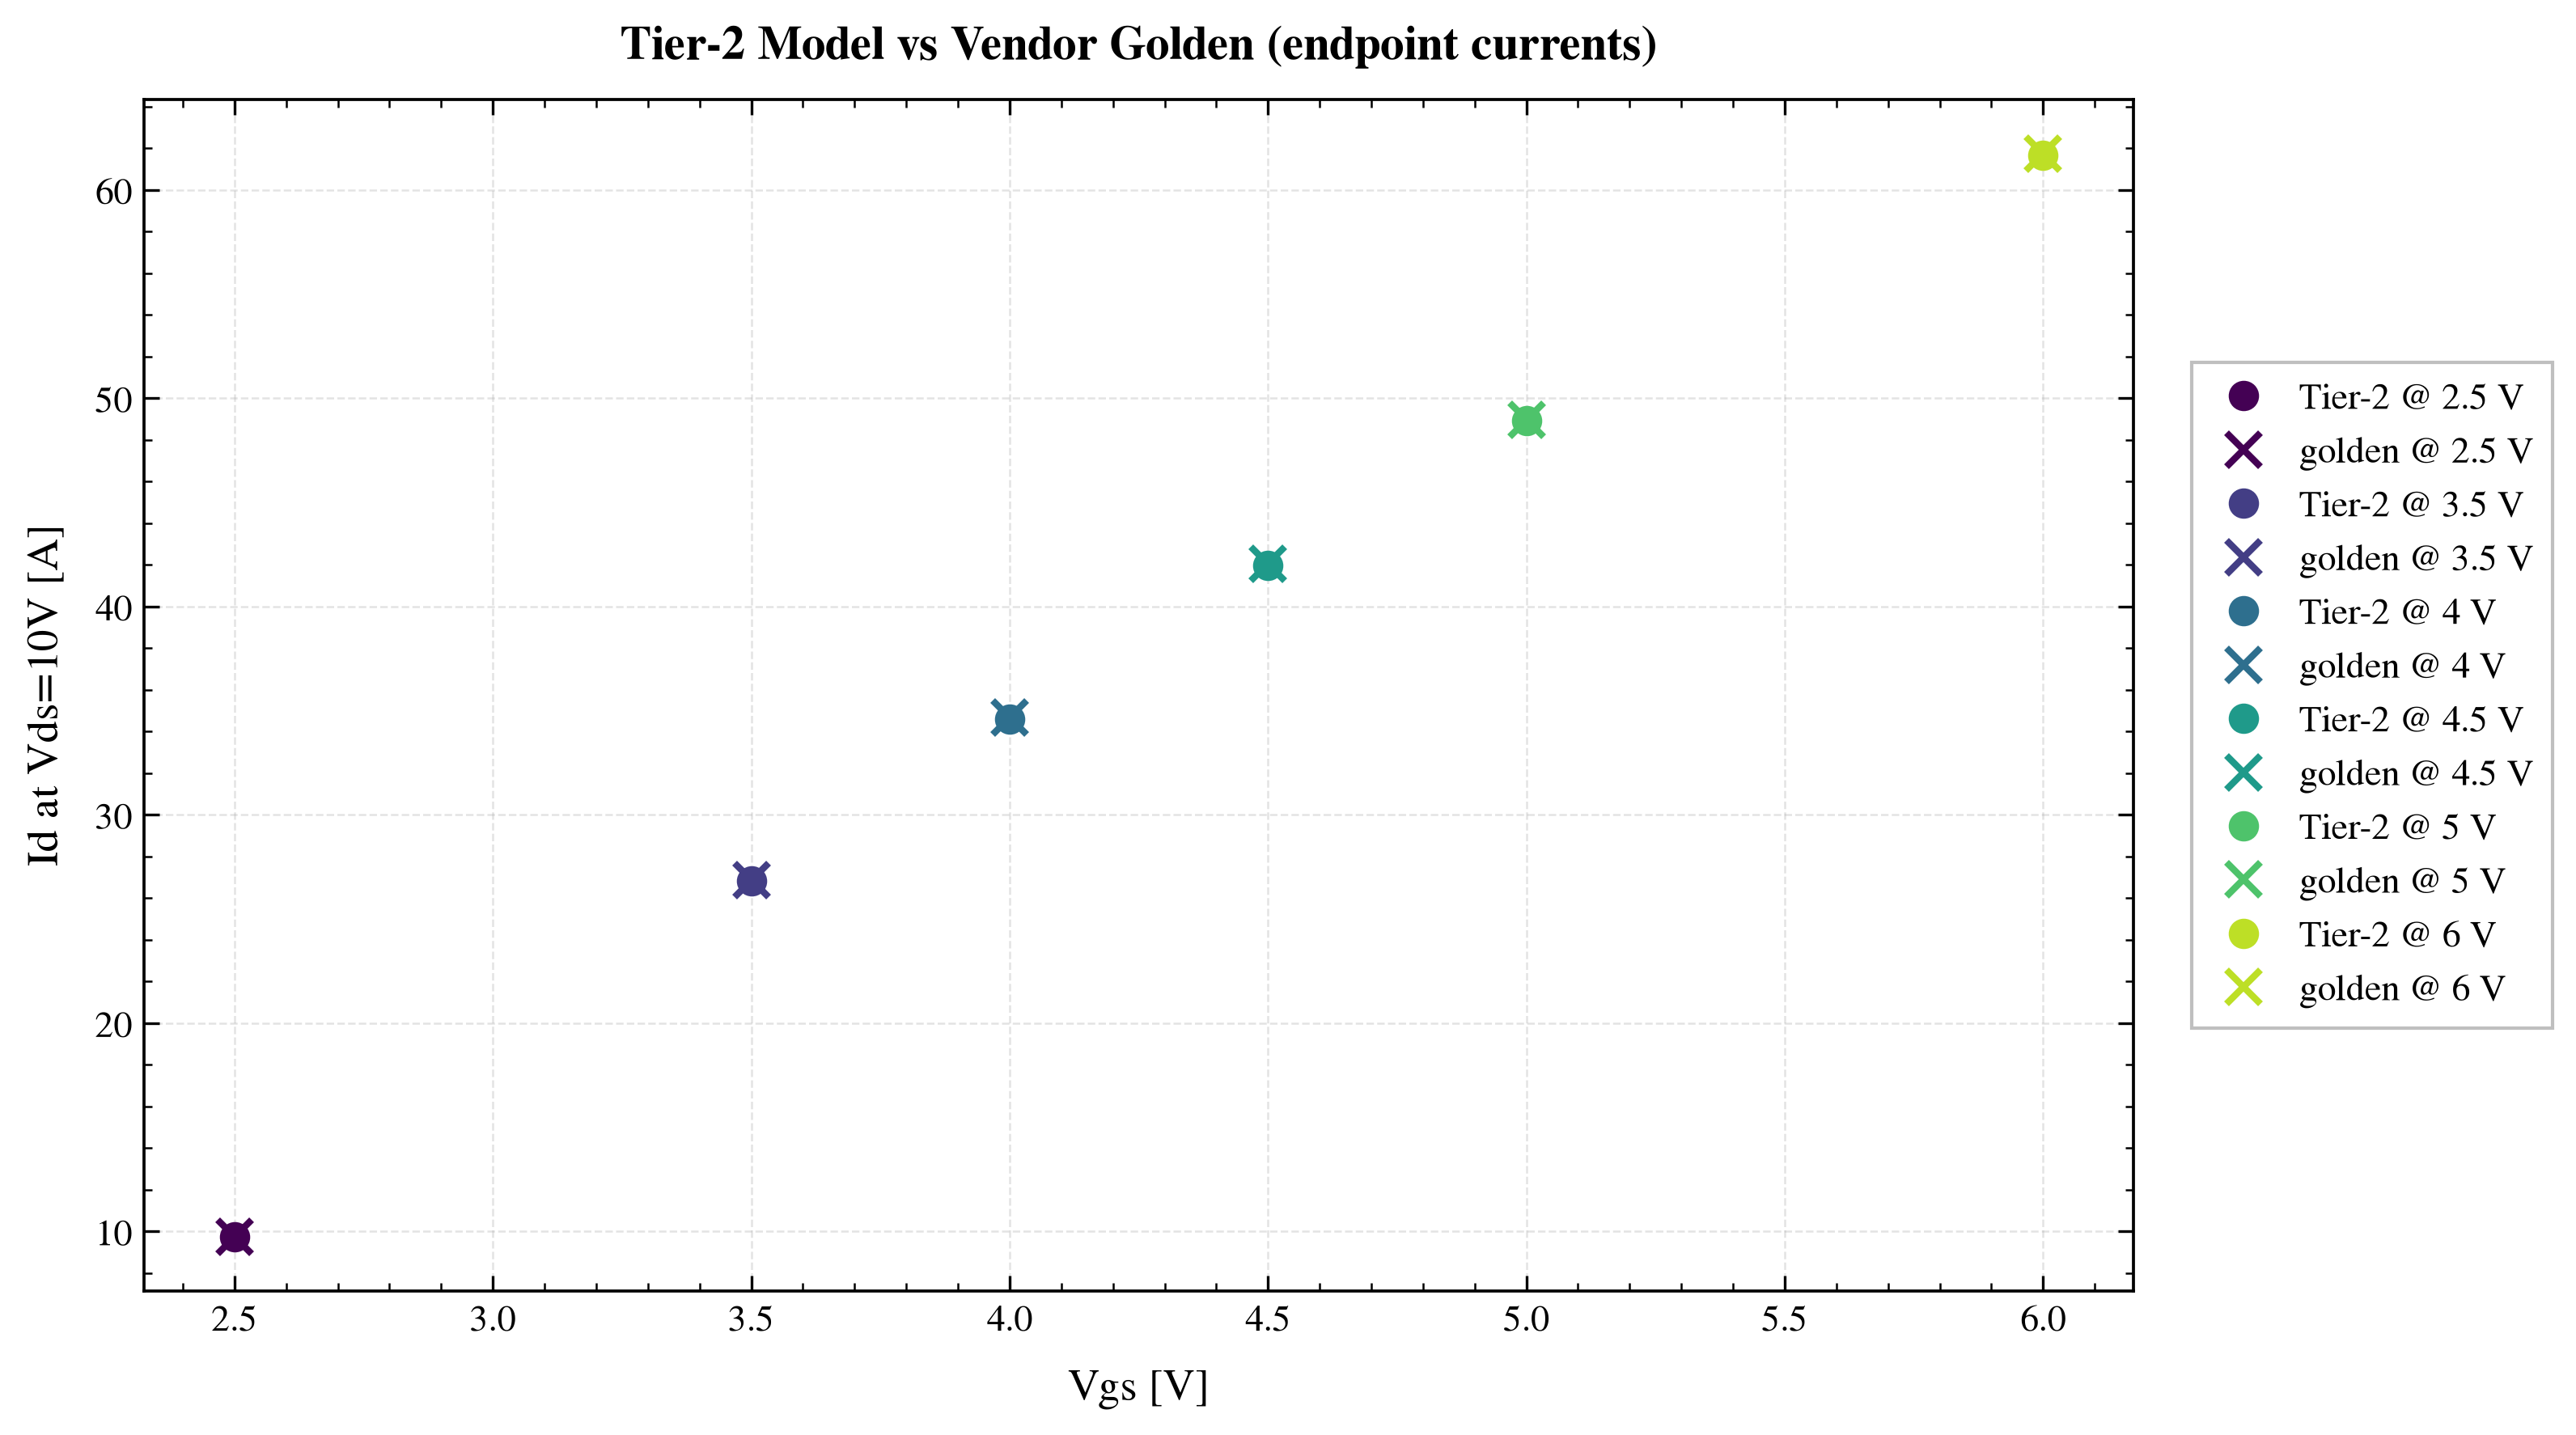 Tier-2 Model vs Vendor Golden (endpoint currents)
Id at Vds=10V [A]
60
50
40
30
20
10
2.5 3.0 3.5 4.0 4.5 5.0 5.5 6.0
Vgs [V]
Tier-2 @ 2.5 V
golden @ 2.5 V
Tier-2 @ 3.5 V
golden @ 3.5 V
Tier-2 @ 4 V
golden @ 4 V
Tier-2 @ 4.5 V
golden @ 4.5 V
Tier-2 @ 5 V
golden @ 5 V
Tier-2 @ 6 V
golden @ 6 V